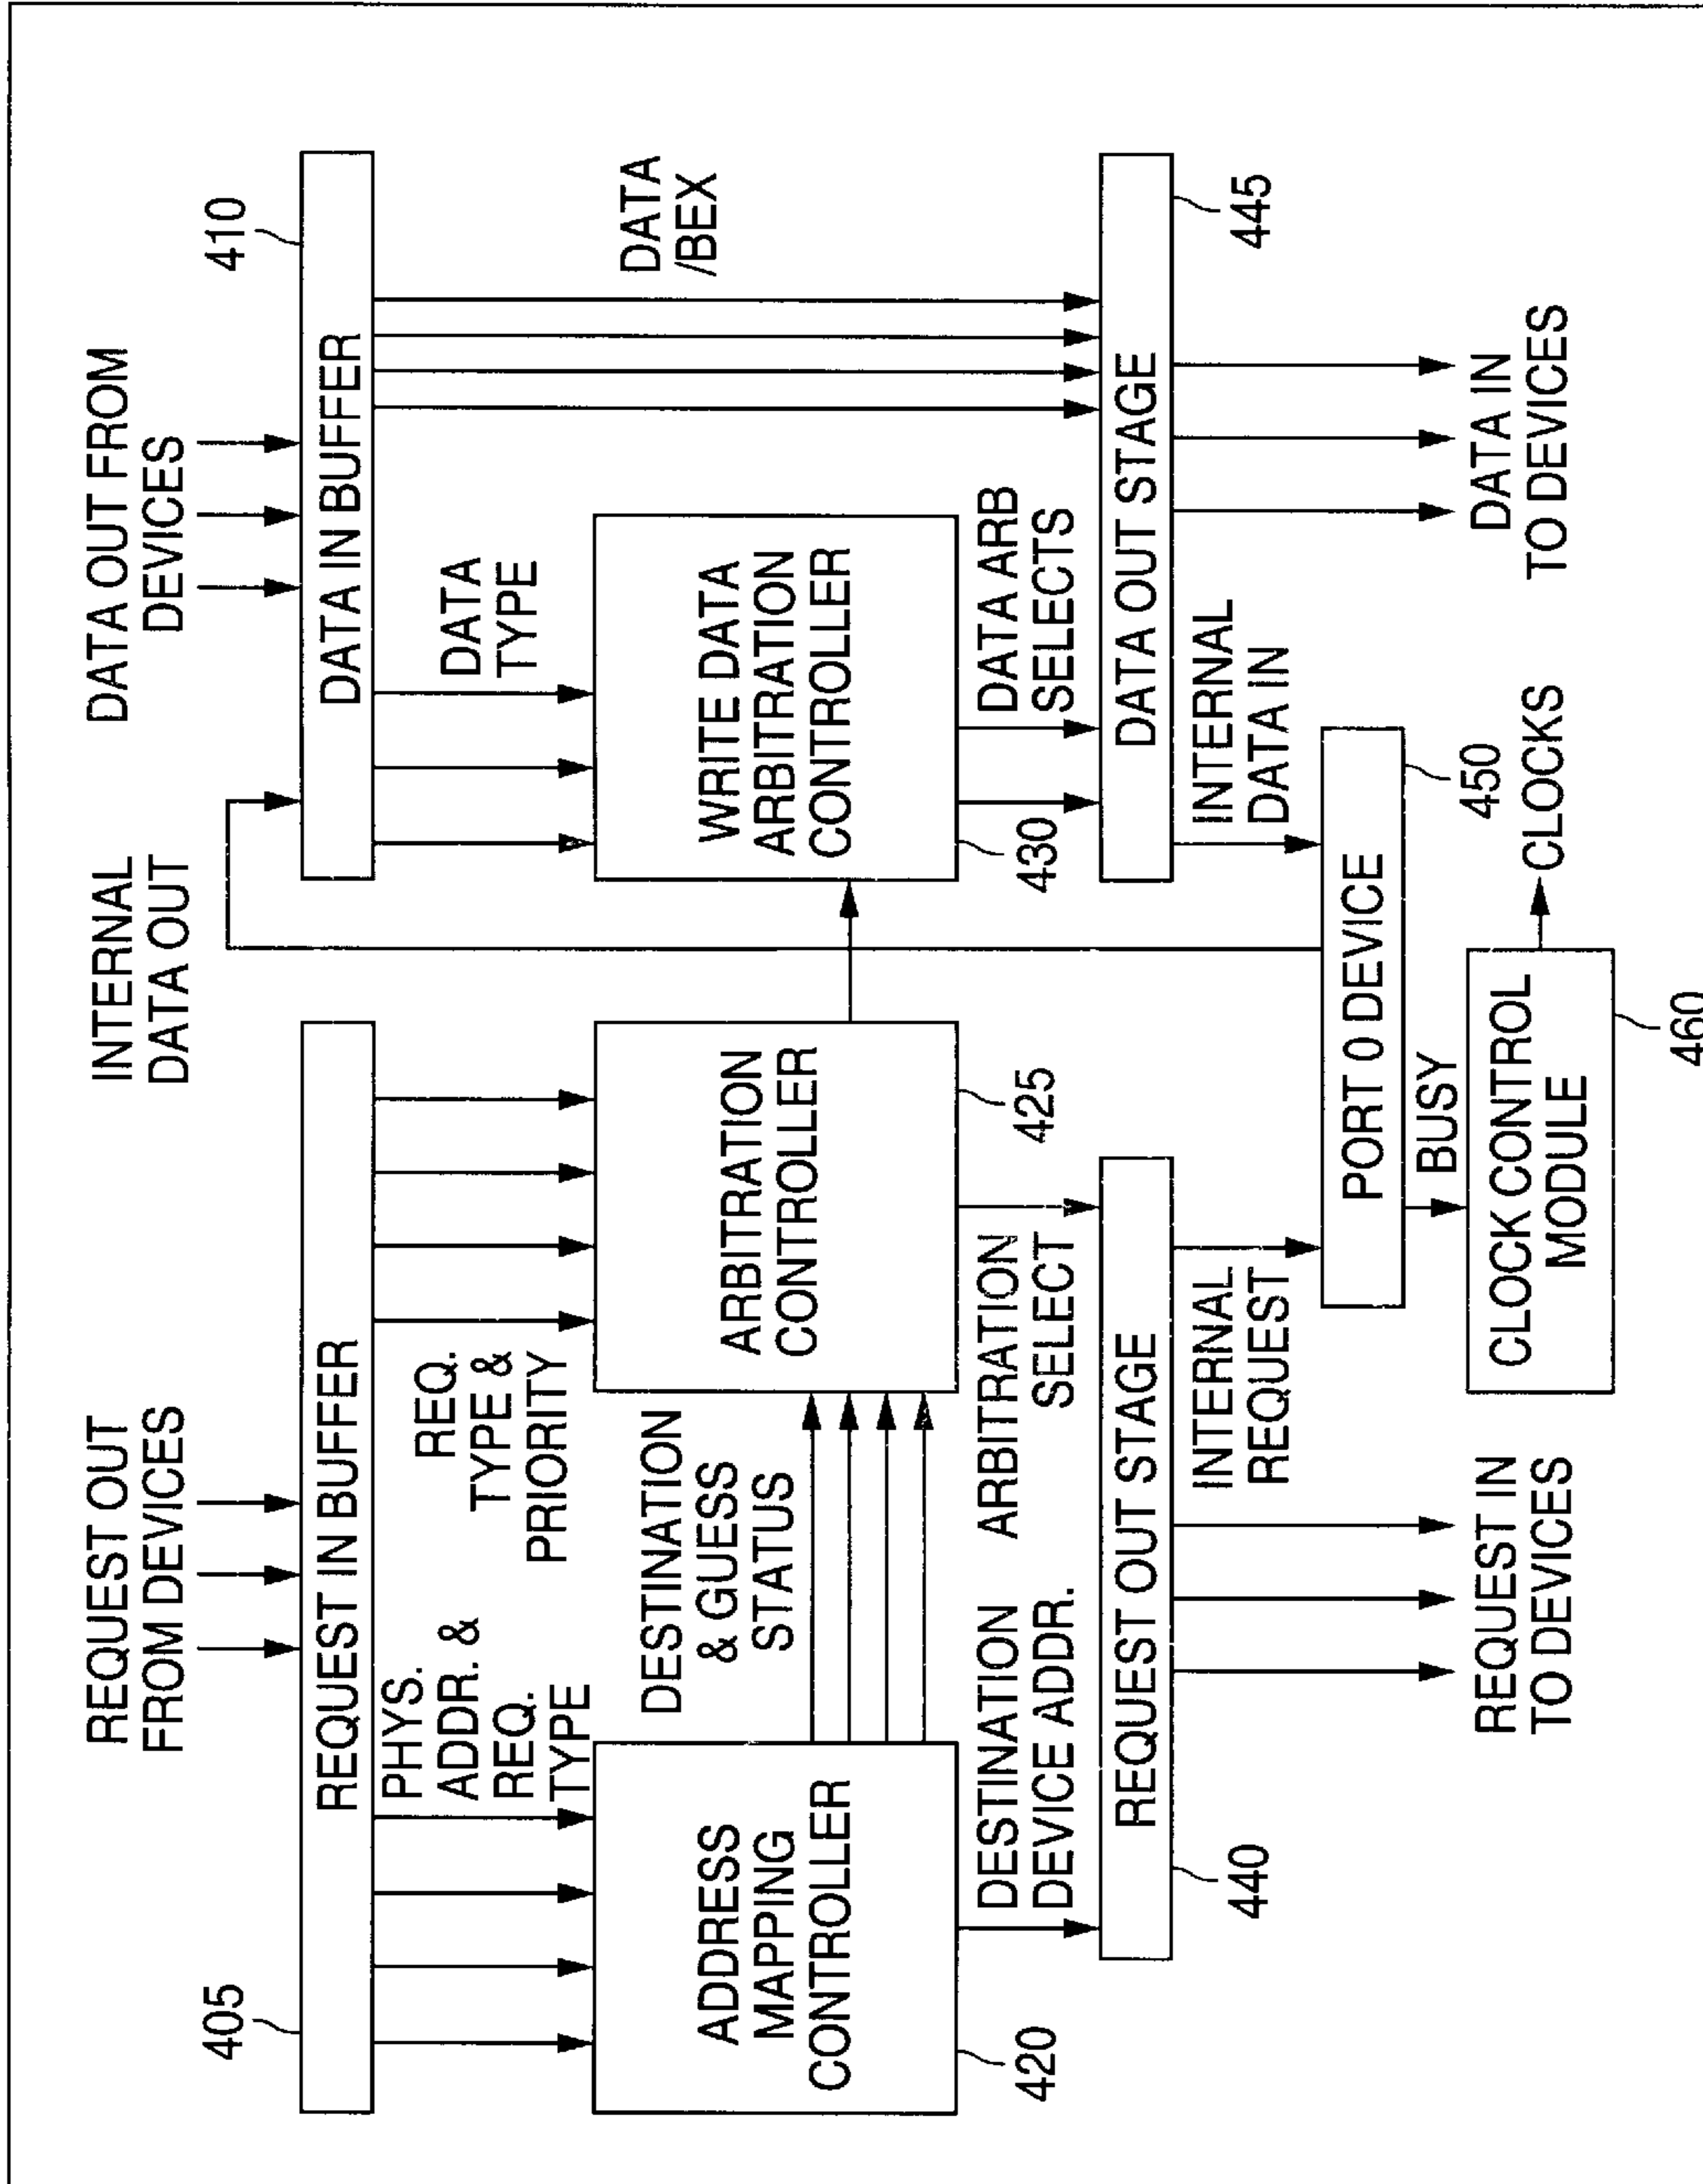 REQUEST OUT
FROM DEVICES
INTERNAL
DATA OUT
DATA OUT FROM
DEVICES
405
410
REQUEST IN BUFFER
DATA IN BUFFER
PHYS.
ADDR. &
REQ.
TYPE
REQ.
TYPE &
PRIORITY
DATA
TYPE
DATA
/BEX
ADDRESS
MAPPING
CONTROLLER
420
DESTINATION
& GUESS
STATUS
ARBITRATION
CONTROLLER
425
WRITE DATA
ARBITRATION
CONTROLLER
430
DESTINATION
DEVICE ADDR.
ARBITRATION
SELECT
DATA ARB
SELECTS
REQUEST OUT STAGE
440
DATA OUT STAGE
445
INTERNAL
REQUEST
INTERNAL
DATA IN
PORT 0 DEVICE
450
REQUEST IN
TO DEVICES
BUSY
DATA IN
TO DEVICES
CLOCK CONTROL
MODULE
CLOCKS
460